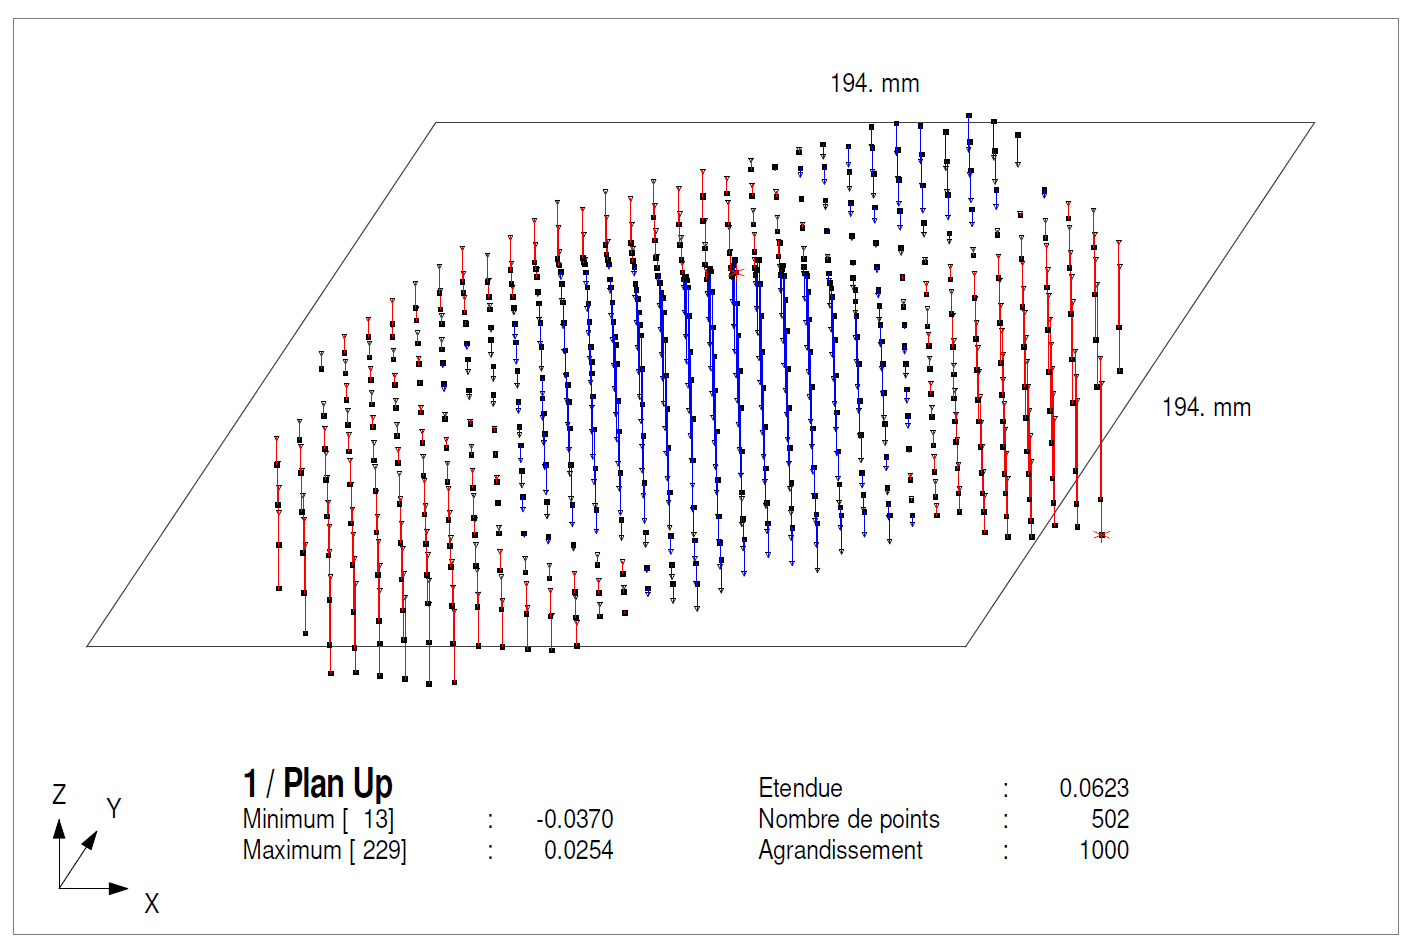 194. mm
194. mm
1 / Plan Up
Minimum [ 13] : -0.0370
Maximum [ 229] : 0.0254
Etendue : 0.0623
Nombre de points : 502
Agrandissement : 1000
Z
Y
X